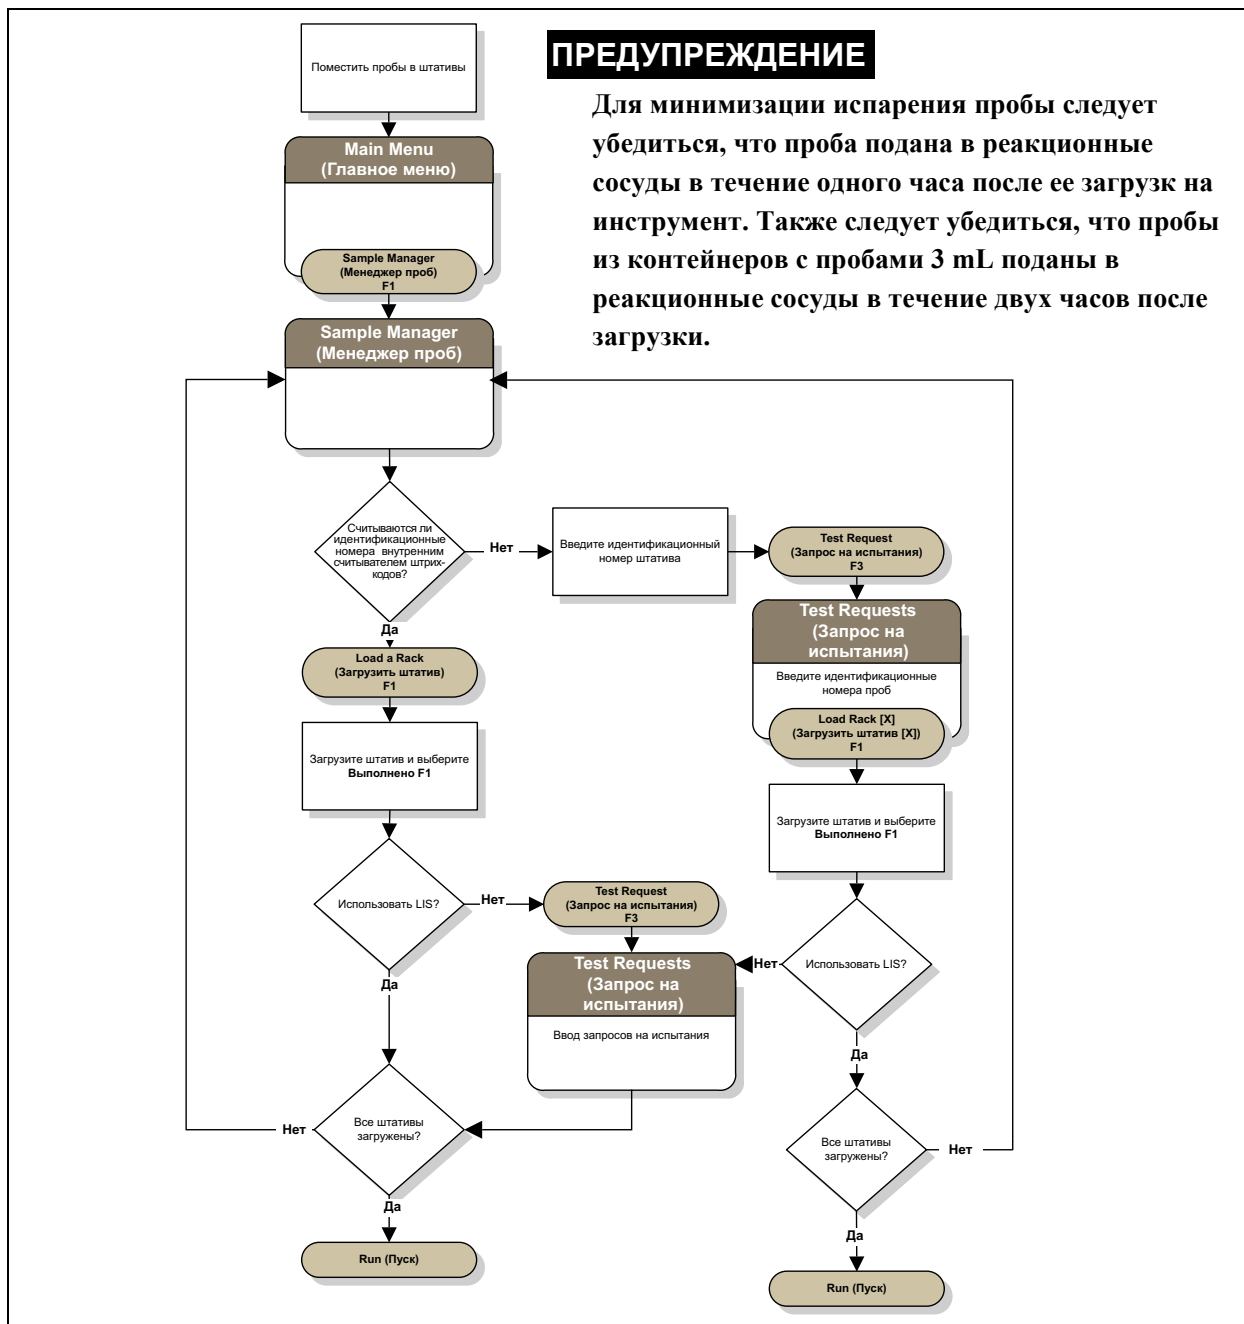 Поместить пробы в штативы
ПРЕДУПРЕЖДЕНИЕ
Для минимизации испарения пробы следует
убедиться, что проба подана в реакционные
сосуды в течение одного часа после ее загрузк на
инструмент. Также следует убедиться, что пробы
из контейнеров с пробами 3 mL поданы в
реакционные сосуды в течение двух часов после
загрузки.
Main Menu
(Главное меню)
Sample Manager
(Менеджер проб)
F1
Sample Manager
(Менеджер проб)
Считываются ли
идентификационные
номера внутренним
считывателем штрих-
кодов?
Нет
Введите идентификационный
номер штатива
Test Request
(Запрос на испытания)
F3
Test Requests
(Запрос на
испытания)
Введите идентификационные
номера проб
Load Rack [X]
(Загрузить штатив [X])
F1
Да
Load a Rack
(Загрузить штатив)
F1
Загрузите штатив и выберите
Выполнено F1
Загрузите штатив и выберите
Выполнено F1
Использовать LIS?
Нет
Test Request
(Запрос на испытания)
F3
Test Requests
(Запрос на
испытания)
Ввод запросов на испытания
Нет
Использовать LIS?
Да
Да
Все штативы
загружены?
Нет
Все штативы
загружены?
Нет
Да
Run (Пуск)
Да
Run (Пуск)